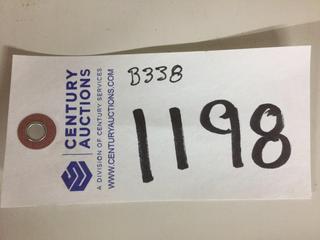 CENTURY
AUCTIONS
A DIVISION OF CENTURY SERVICES
WWW.CENTURYAUCTIONS.COM
B338
1198